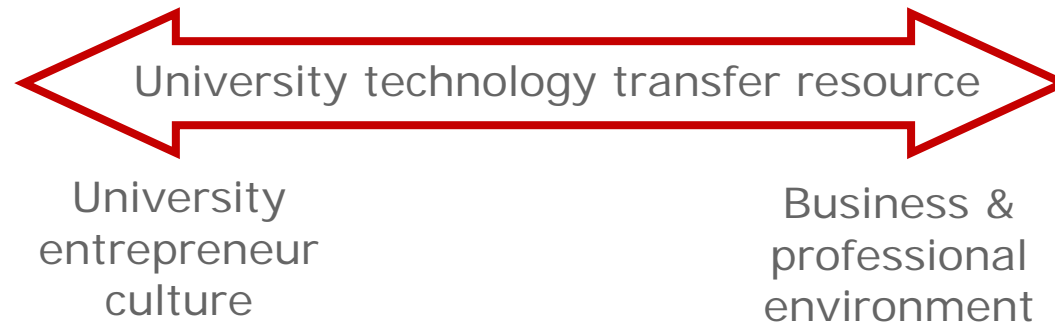 University technology transfer resource
University
entrepreneur
culture
Business &
professional
environment